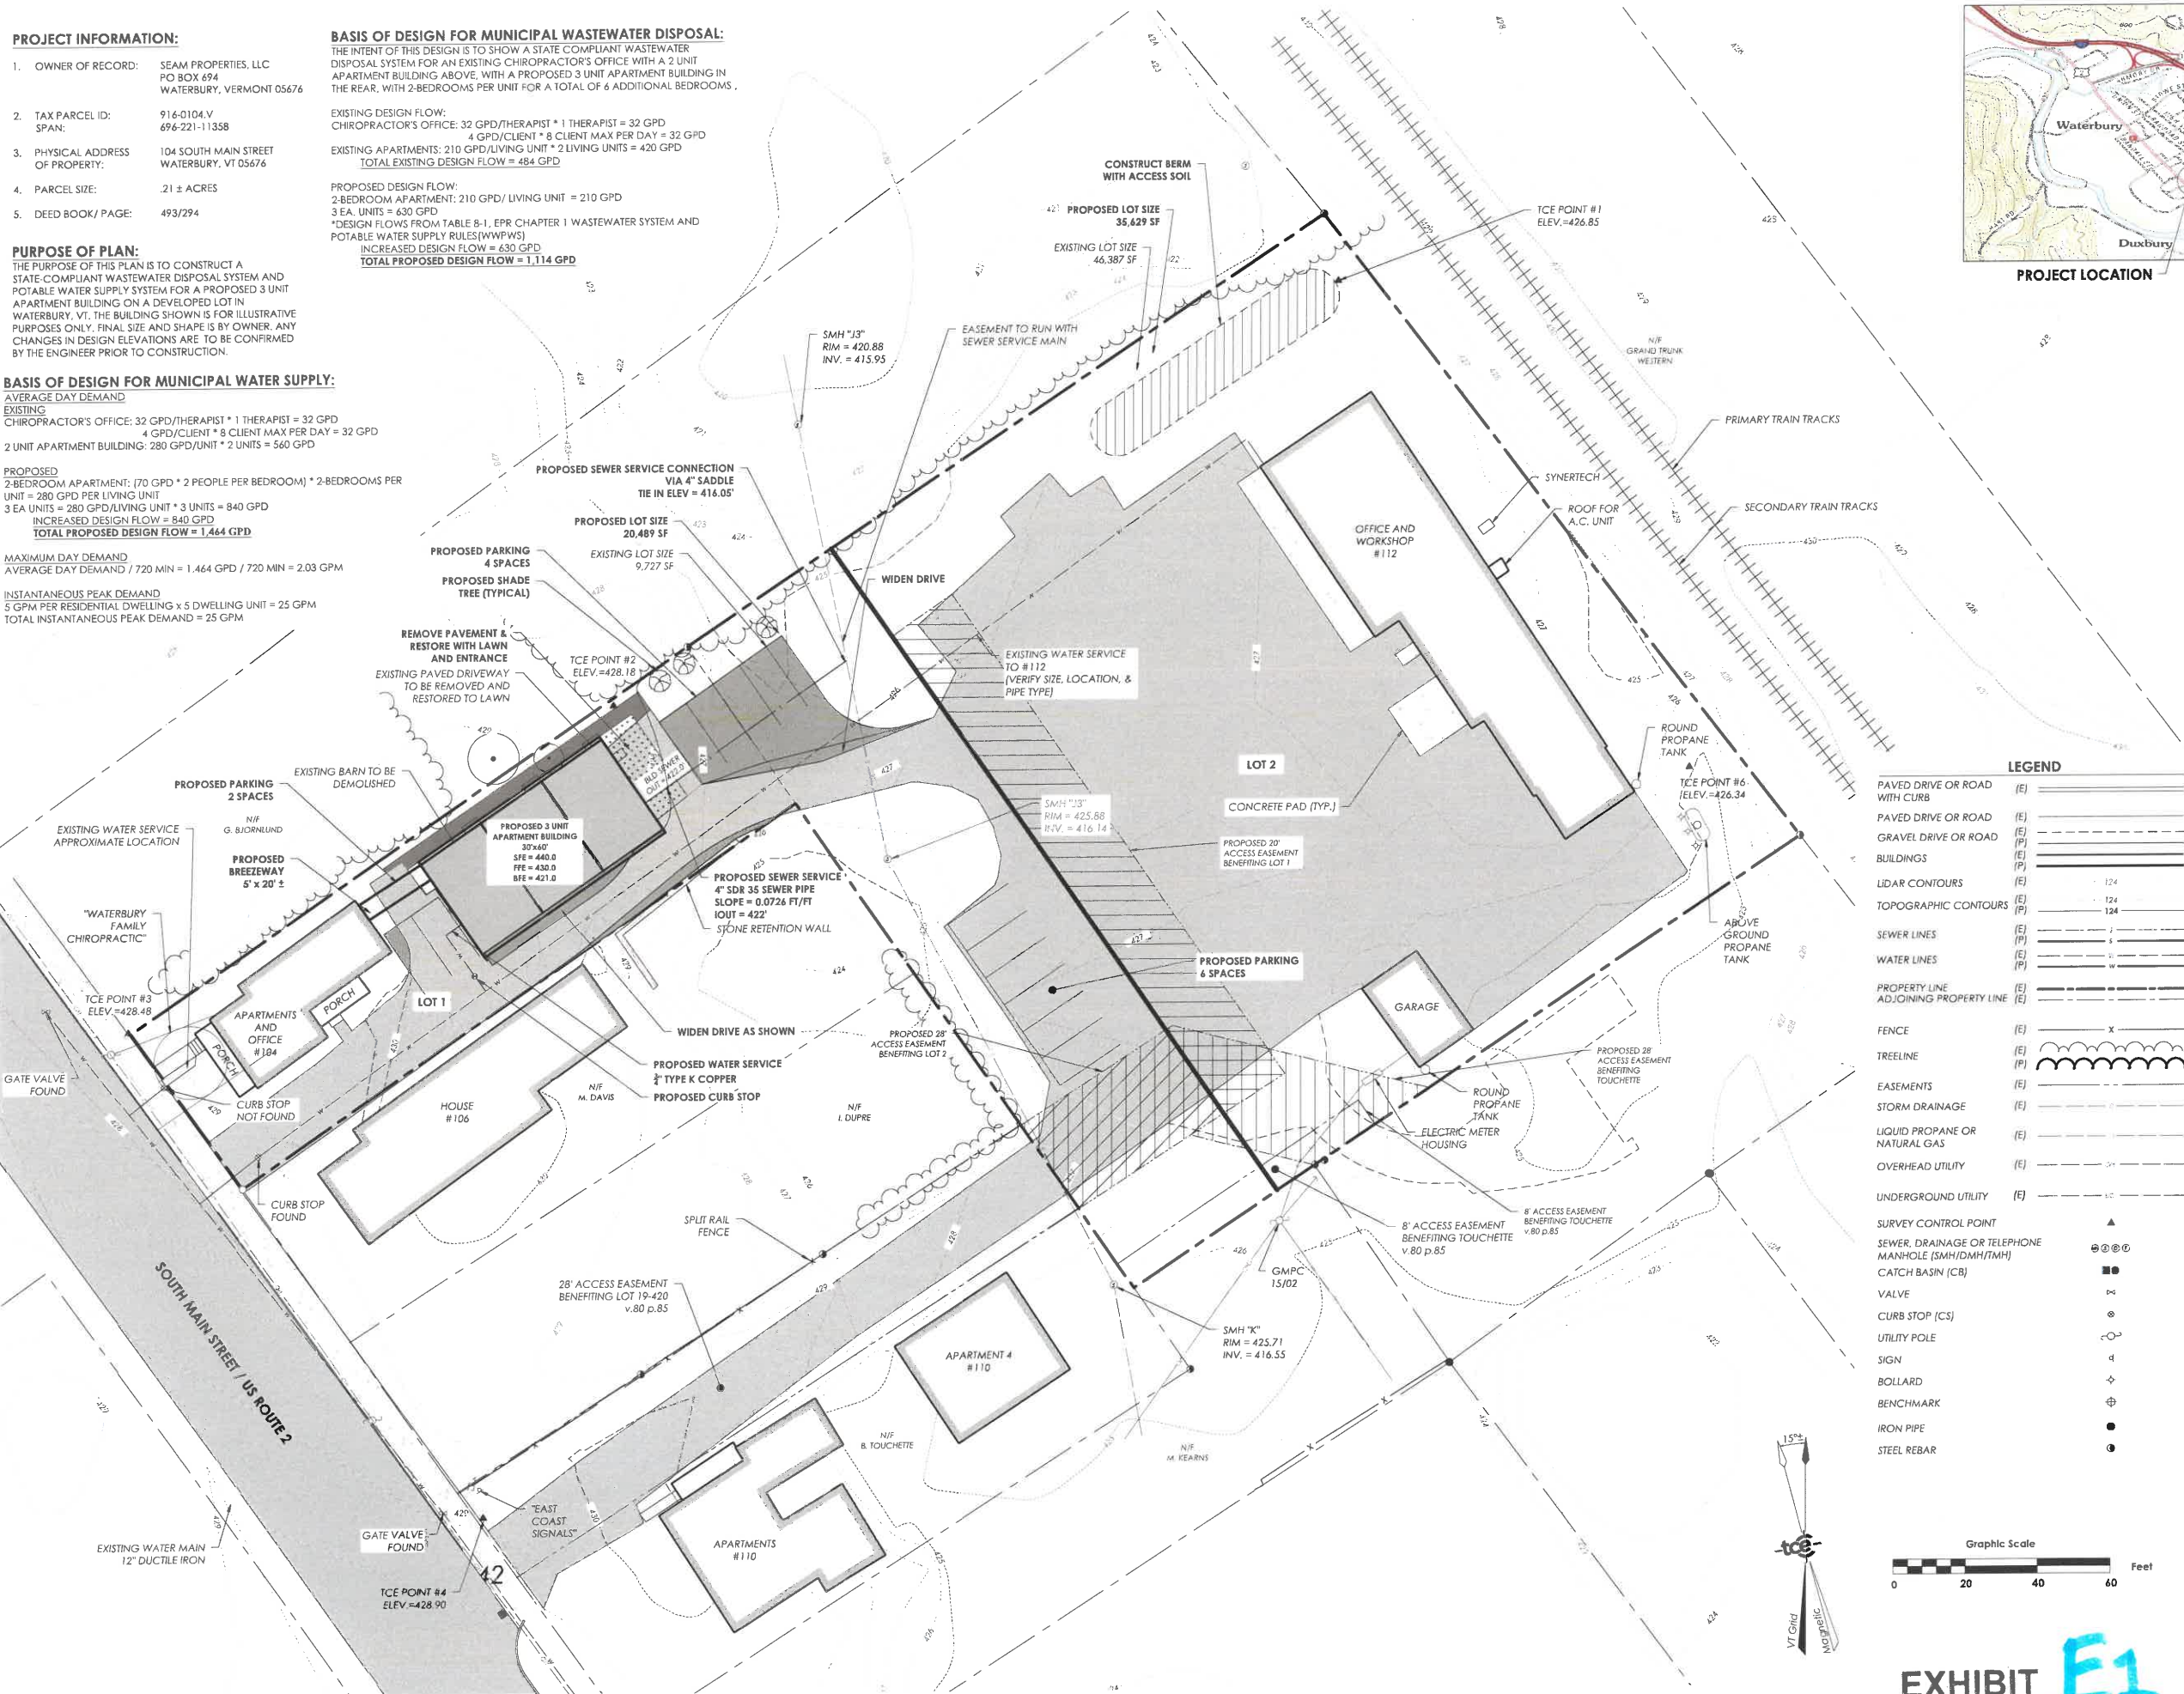 PROJECT INFORMATION:
1. OWNER OF RECORD: SEAM PROPERTIES, LLC
PO BOX 694
WATERBURY, VERMONT 05676
2. TAX PARCEL ID: 916-0104.V
SPAN: 696-221-11358
3. PHYSICAL ADDRESS 104 SOUTH MAIN STREET
OF PROPERTY: WATERBURY, VT 05676
4. PARCEL SIZE: .21 ± ACRES
5. DEED BOOK/ PAGE: 493/294
PURPOSE OF PLAN:
THE PURPOSE OF THIS PLAN IS TO CONSTRUCT A
STATE-COMPLIANT WASTEWATER DISPOSAL SYSTEM AND
POTABLE WATER SUPPLY SYSTEM FOR A PROPOSED 3 UNIT
APARTMENT BUILDING ON A DEVELOPED LOT IN
WATERBURY, VT. THE BUILDING SHOWN IS FOR ILLUSTRATIVE
PURPOSES ONLY. FINAL SIZE AND SHAPE IS BY OWNER. ANY
CHANGES IN DESIGN ELEVATIONS ARE TO BE CONFIRMED
BY THE ENGINEER PRIOR TO CONSTRUCTION.
BASIS OF DESIGN FOR MUNICIPAL WATER SUPPLY:
AVERAGE DAY DEMAND
EXISTING
CHIROPRACTOR'S OFFICE: 32 GPD/THERAPIST * 1 THERAPIST = 32 GPD
4 GPD/CLIENT * 8 CLIENT MAX PER DAY = 32 GPD
2 UNIT APARTMENT BUILDING: 280 GPD/UNIT * 2 UNITS = 560 GPD
PROPOSED
2-BEDROOM APARTMENT: (70 GPD * 2 PEOPLE PER BEDROOM) * 2-BEDROOMS PER
UNIT = 280 GPD PER LIVING UNIT
3 EA UNITS = 280 GPD/LIVING UNIT * 3 UNITS = 840 GPD
INCREASED DESIGN FLOW = 840 GPD
TOTAL PROPOSED DESIGN FLOW = 1,464 GPD
MAXIMUM DAY DEMAND
AVERAGE DAY DEMAND / 720 MIN = 1.464 GPD / 720 MIN = 2.03 GPM
INSTANTANEOUS PEAK DEMAND
5 GPM PER RESIDENTIAL DWELLING x 5 DWELLING UNIT = 25 GPM
TOTAL INSTANTANEOUS PEAK DEMAND = 25 GPM
BASIS OF DESIGN FOR MUNICIPAL WASTEWATER DISPOSAL:
THE INTENT OF THIS DESIGN IS TO SHOW A STATE COMPLIANT WASTEWATER
DISPOSAL SYSTEM FOR AN EXISTING CHIROPRACTOR'S OFFICE WITH A 2 UNIT
APARTMENT BUILDING ABOVE, WITH A PROPOSED 3 UNIT APARTMENT BUILDING IN
THE REAR, WITH 2-BEDROOMS PER UNIT FOR A TOTAL OF 6 ADDITIONAL BEDROOMS .
EXISTING DESIGN FLOW:
CHIROPRACTOR'S OFFICE: 32 GPD/THERAPIST * 1 THERAPIST = 32 GPD
4 GPD/CLIENT * 8 CLIENT MAX PER DAY = 32 GPD
EXISTING APARTMENTS: 210 GPD/LIVING UNIT * 2 LIVING UNITS = 420 GPD
TOTAL EXISTING DESIGN FLOW = 484 GPD
PROPOSED DESIGN FLOW:
2-BEDROOM APARTMENT: 210 GPD/ LIVING UNIT = 210 GPD
3 EA. UNITS = 630 GPD
*DESIGN FLOWS FROM TABLE 8-1, EPR CHAPTER 1 WASTEWATER SYSTEM AND
POTABLE WATER SUPPLY RULES(WWPWS)
INCREASED DESIGN FLOW = 630 GPD
TOTAL PROPOSED DESIGN FLOW = 1,114 GPD
Waterbury
Duxbury
PROJECT LOCATION
CONSTRUCT BERM
WITH ACCESS SOIL
PROPOSED LOT SIZE
35,629 SF
EXISTING LOT SIZE
46,387 SF
TCE POINT #1
ELEV.=426.85
SMH "J3"
RIM = 420.88
INV. = 415.95
EASEMENT TO RUN WITH
SEWER SERVICE MAIN
N/F
GRAND TRUNK
WESTERN
PRIMARY TRAIN TRACKS
SECONDARY TRAIN TRACKS
SYNERTECH
ROOF FOR
A.C. UNIT
OFFICE AND
WORKSHOP
#112
PROPOSED SEWER SERVICE CONNECTION
VIA 4" SADDLE
TIE IN ELEV = 416.05'
PROPOSED LOT SIZE
20,489 SF
EXISTING LOT SIZE
9,727 SF
PROPOSED PARKING
4 SPACES
PROPOSED SHADE
TREE (TYPICAL)
WIDEN DRIVE
REMOVE PAVEMENT &
RESTORE WITH LAWN
AND ENTRANCE
TCE POINT #2
ELEV.=428.18
EXISTING PAVED DRIVEWAY
TO BE REMOVED AND
RESTORED TO LAWN
EXISTING WATER SERVICE
TO #112
(VERIFY SIZE, LOCATION, &
PIPE TYPE)
BLD SEWER
OUT = 422.0'
ROUND
PROPANE
TANK
TCE POINT #6
ELEV.=426.34
LOT 2
CONCRETE PAD (TYP.)
EXISTING BARN TO BE
DEMOLISHED
PROPOSED PARKING
2 SPACES
N/F
G. BJORNLUND
EXISTING WATER SERVICE
APPROXIMATE LOCATION
PROPOSED
BREEZEWAY
5' x 20' ±
PROPOSED 3 UNIT
APARTMENT BUILDING
30'x60'
SFE = 440.0
FFE = 430.0
BFE = 421.0
SMH "J3"
RIM = 425.88
INV. = 416.14
PROPOSED 20'
ACCESS EASEMENT
BENEFITING LOT 1
PROPOSED SEWER SERVICE
4" SDR 35 SEWER PIPE
SLOPE = 0.0726 FT/FT
IOUT = 422'
STONE RETENTION WALL
"WATERBURY
FAMILY
CHIROPRACTIC"
ABOVE
GROUND
PROPANE
TANK
PROPOSED PARKING
6 SPACES
TCE POINT #3
ELEV.=428.48
APARTMENTS
AND
OFFICE
#104
PORCH
PORCH
LOT 1
WIDEN DRIVE AS SHOWN
PROPOSED 28'
ACCESS EASEMENT
BENEFITING LOT 2
GARAGE
PROPOSED 28'
ACCESS EASEMENT
BENEFITING
TOUCHETTE
GATE VALVE
FOUND
CURB STOP
NOT FOUND
HOUSE
#106
PROPOSED WATER SERVICE
¾" TYPE K COPPER
PROPOSED CURB STOP
N/F
M. DAVIS
N/F
I. DUPRE
ROUND
PROPANE
TANK
ELECTRIC METER
HOUSING
CURB STOP
FOUND
SPLIT RAIL
FENCE
8' ACCESS EASEMENT
BENEFITING TOUCHETTE
v.80 p.85
8' ACCESS EASEMENT
BENEFITING TOUCHETTE
v.80 p.85
GMPC
15/02
28' ACCESS EASEMENT
BENEFITING LOT 19-420
v.80 p.85
SMH "K"
RIM = 425.71
INV. = 416.55
SOUTH MAIN STREET / US ROUTE 2
APARTMENT 4
#110
N/F
B. TOUCHETTE
N/F
M. KEARNS
"EAST
COAST
SIGNALS"
GATE VALVE
FOUND
EXISTING WATER MAIN
12" DUCTILE IRON
APARTMENTS
#110
TCE POINT #4
ELEV.=428.90
42
LEGEND
PAVED DRIVE OR ROAD (E)
WITH CURB
PAVED DRIVE OR ROAD (E)
GRAVEL DRIVE OR ROAD (E)
(P)
BUILDINGS (E)
(P)
LiDAR CONTOURS (E) 124
TOPOGRAPHIC CONTOURS (E) 124
(P) 124
SEWER LINES (E)
(P) S
WATER LINES (E)
(P) W
PROPERTY LINE (E)
ADJOINING PROPERTY LINE (E)
FENCE (E) X
TREELINE (E)
(P)
EASEMENTS (E)
STORM DRAINAGE (E)
LIQUID PROPANE OR (E)
NATURAL GAS
OVERHEAD UTILITY (E)
UNDERGROUND UTILITY (E)
SURVEY CONTROL POINT
SEWER, DRAINAGE OR TELEPHONE
MANHOLE (SMH/DMH/TMH)
CATCH BASIN (CB)
VALVE
CURB STOP (CS)
UTILITY POLE
SIGN
BOLLARD
BENCHMARK
IRON PIPE
STEEL REBAR
15°±
tce
VT Grid
Magnetic
Graphic Scale
0 20 40 60 Feet
EXHIBIT E1